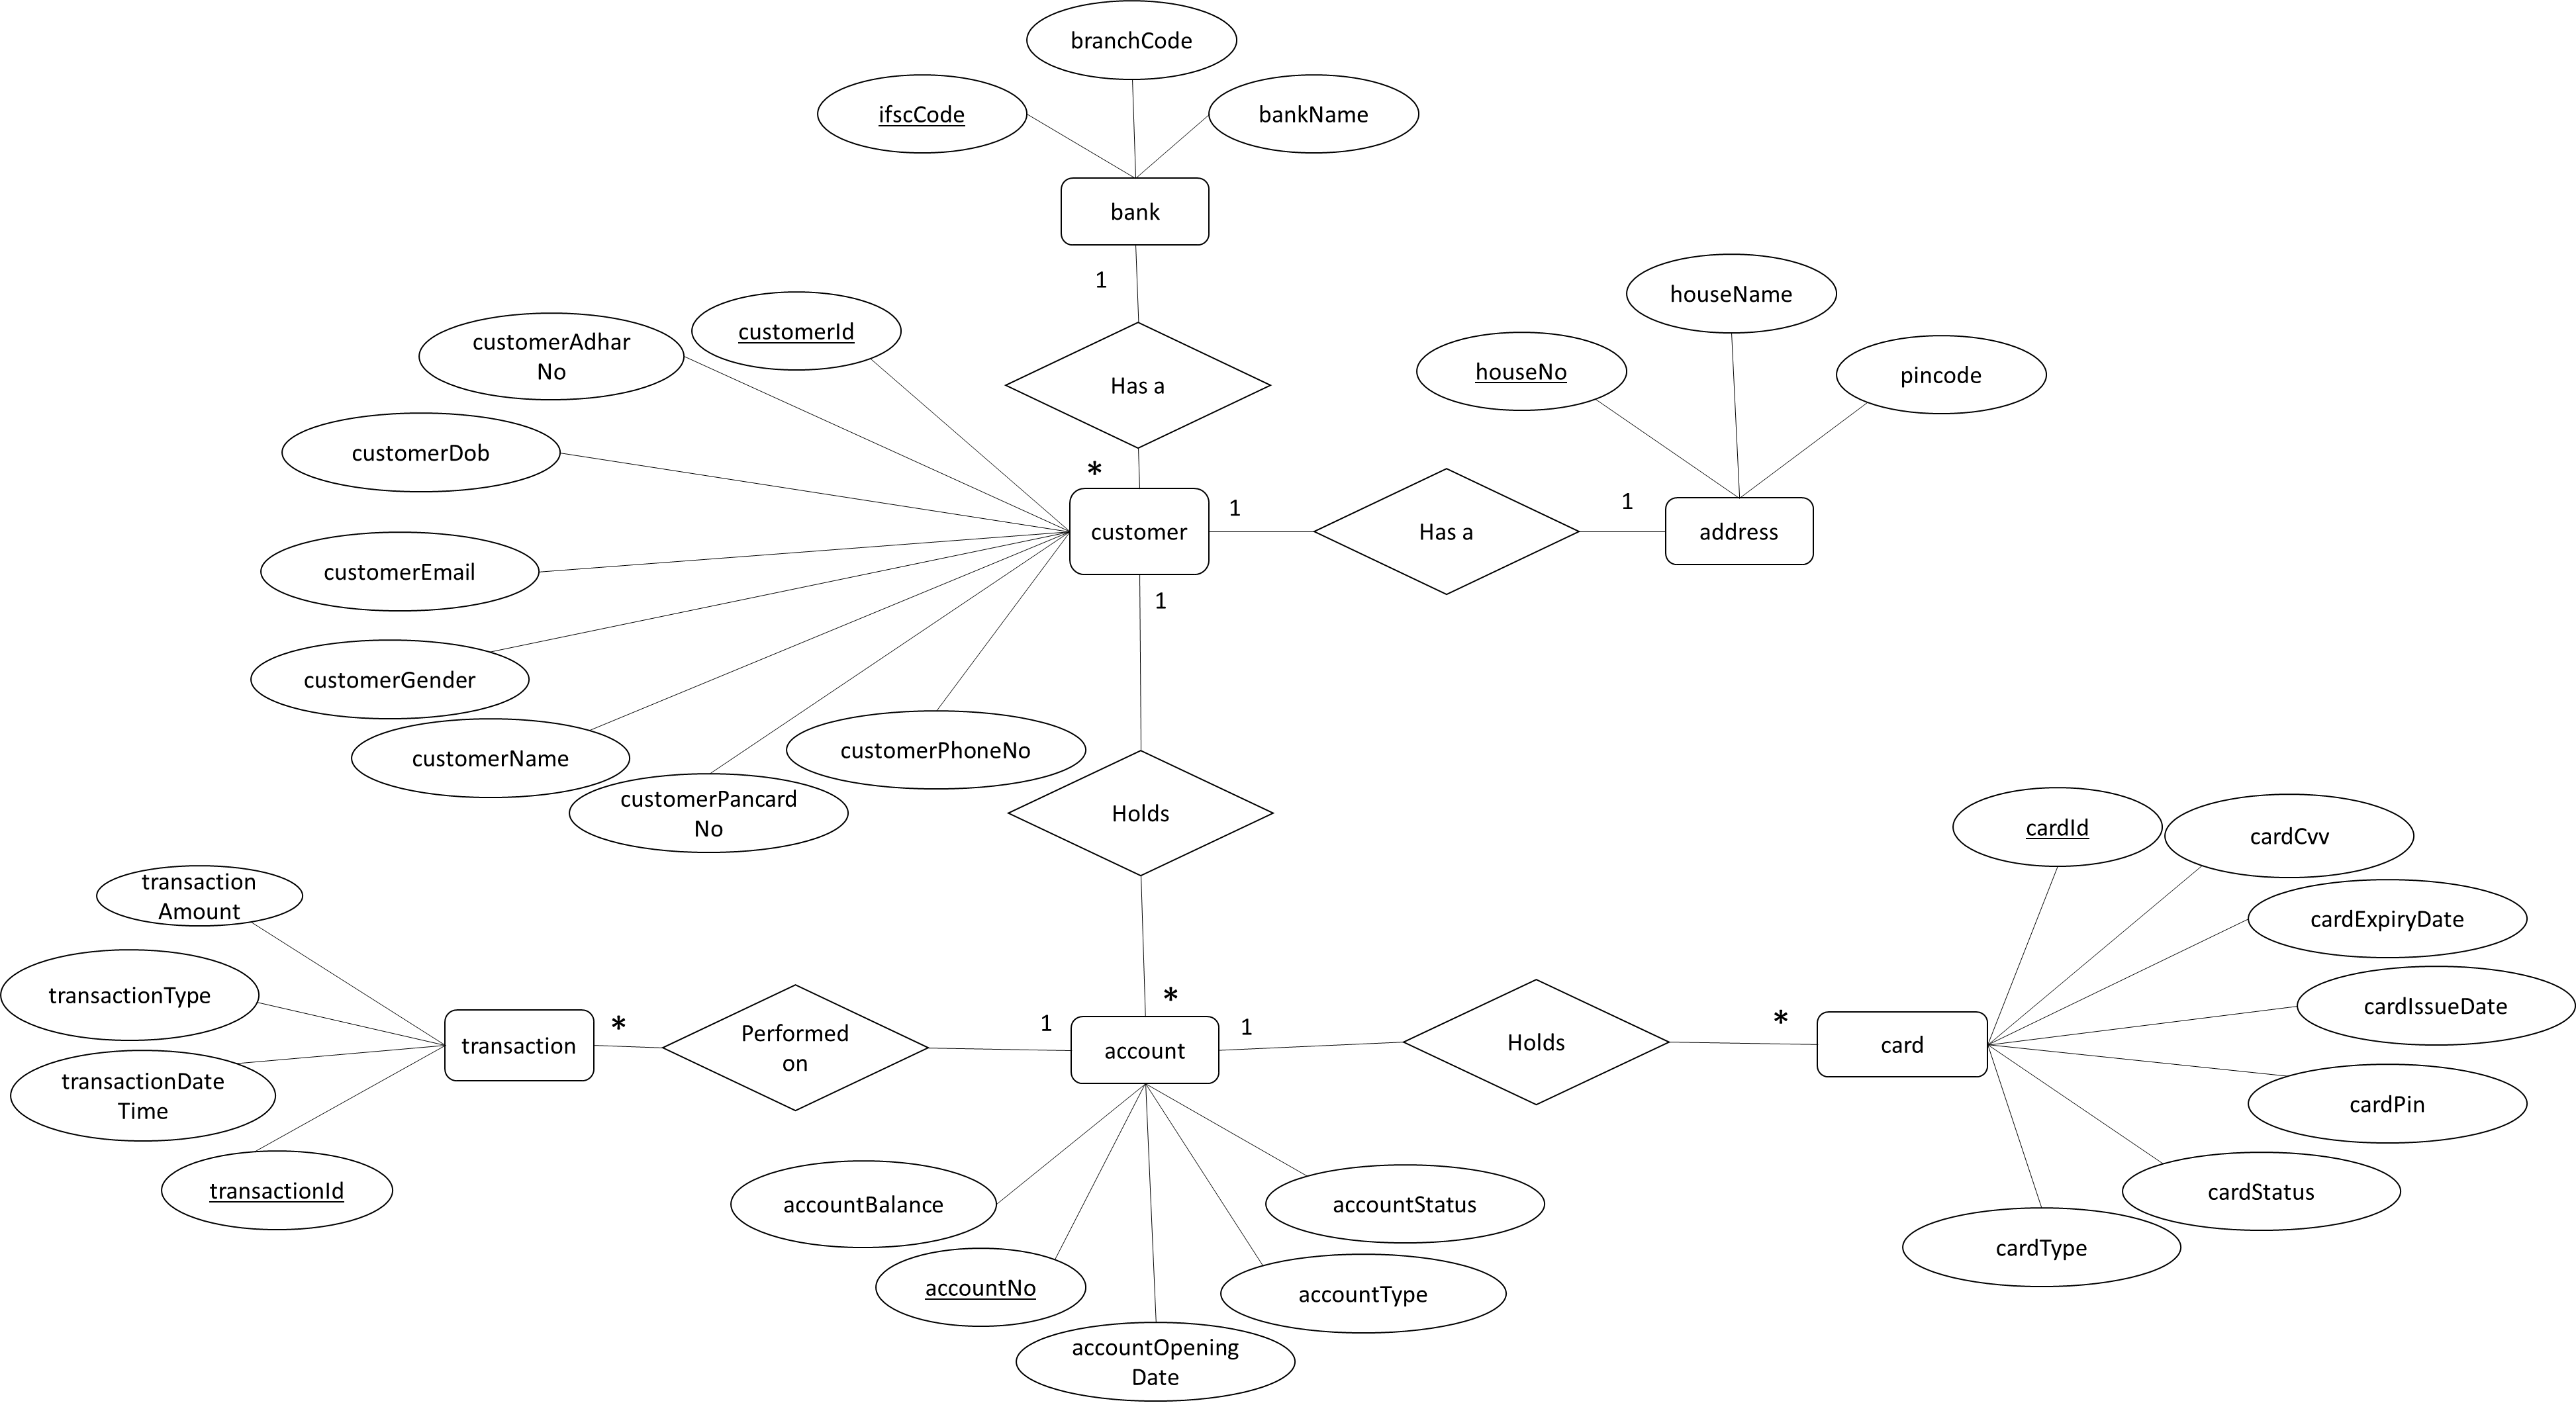 branchCode
ifscCode
bankName
bank
1
houseName
customerId
customerAdhar
No
houseNo
pincode
Has a
customerDob
*
1
1
customer
Has a
address
customerEmail
1
customerGender
customerName
customerPhoneNo
customerPancard
No
Holds
cardId
cardCvv
transaction
Amount
cardExpiryDate
transactionType
*
cardIssueDate
*
1
1
*
transaction
Performed
on
account
Holds
card
transactionDate
Time
cardPin
transactionId
accountBalance
accountStatus
cardStatus
cardType
accountNo
accountType
accountOpening
Date